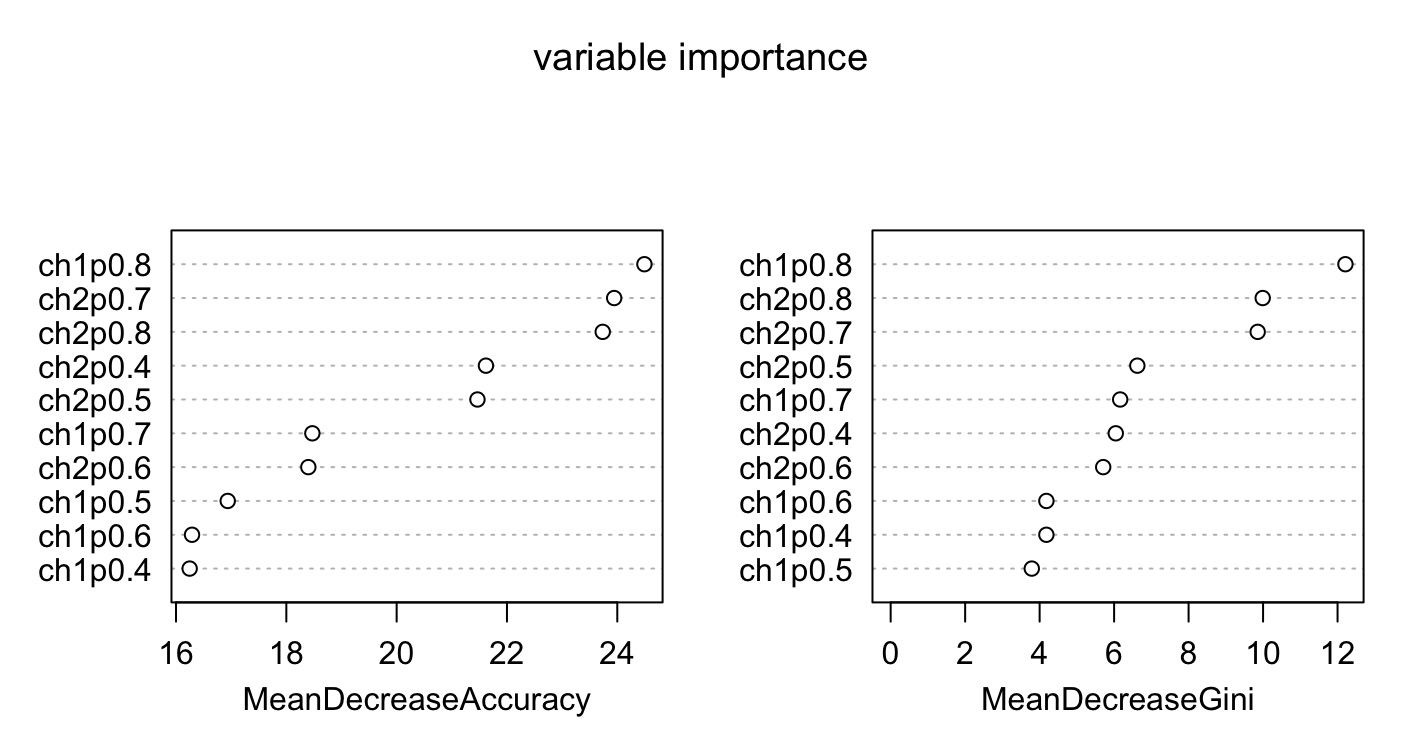 variable importance
ch1p0.8
ch2p0.7
ch2p0.8
ch2p0.4
ch2p0.5
ch1p0.7
ch2p0.6
ch1p0.5
ch1p0.6
ch1p0.4
16 18 20 22 24
MeanDecreaseAccuracy
ch1p0.8
ch2p0.8
ch2p0.7
ch2p0.5
ch1p0.7
ch2p0.4
ch2p0.6
ch1p0.6
ch1p0.4
ch1p0.5
0 2 4 6 8 10 12
MeanDecreaseGini